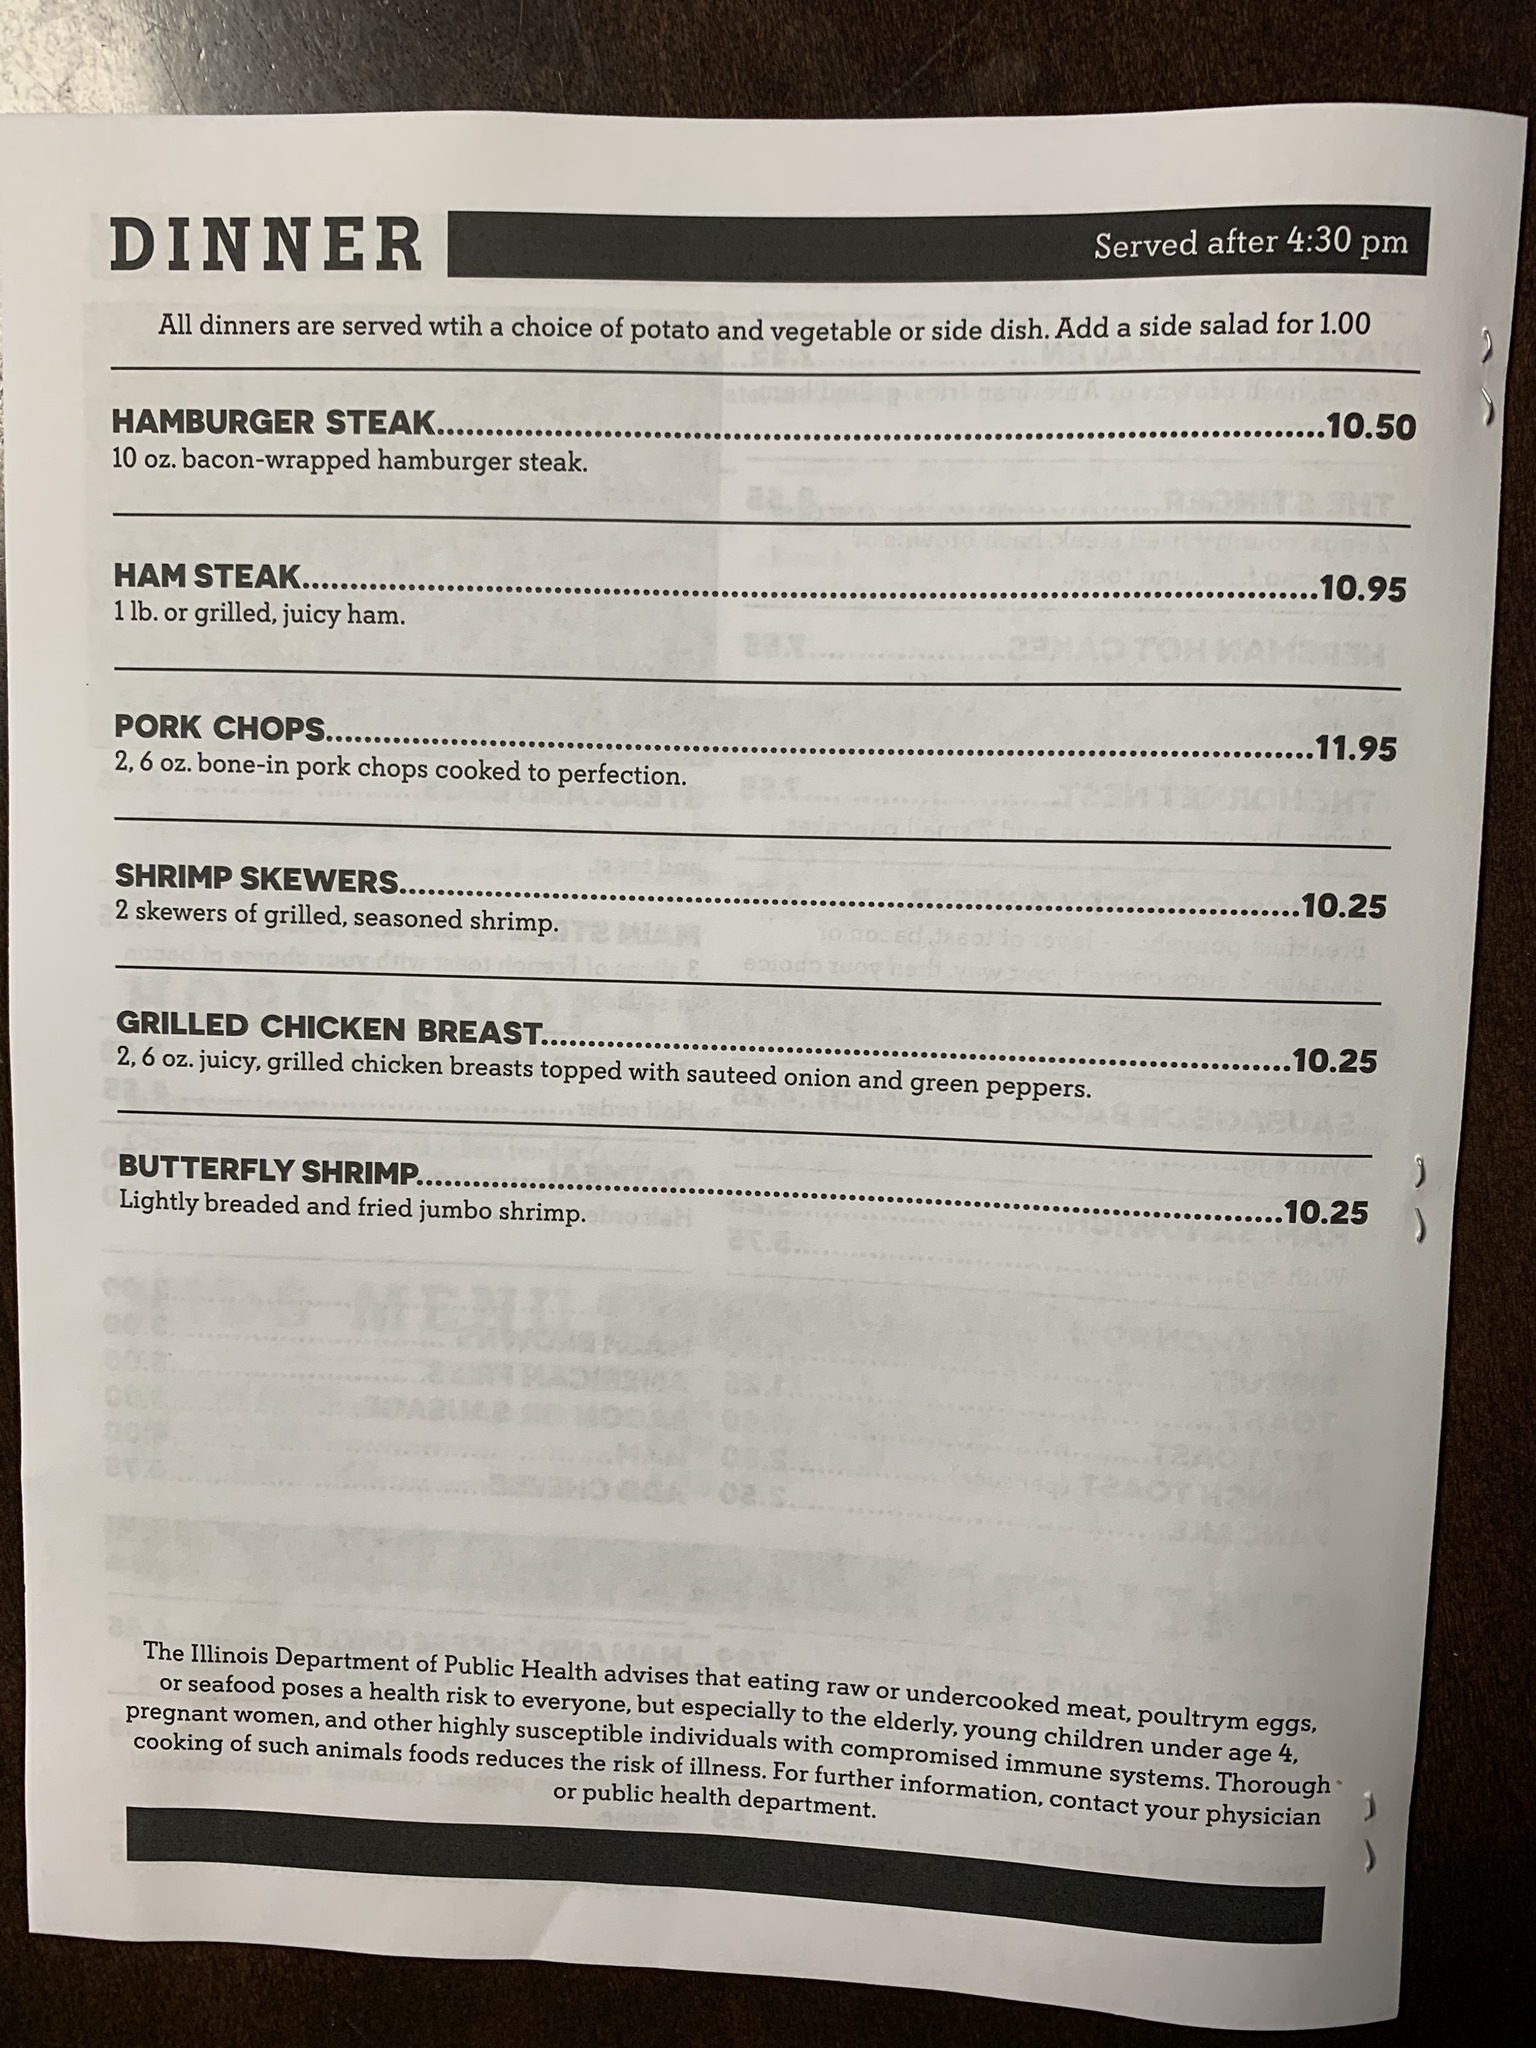 DINNER Served after 4:30 pm
All dinners are served wtih a choice of potato and vegetable or side dish. Add a side salad for 1.00
HAMBURGER STEAK..........10.50
10 oz. bacon-wrapped hamburger steak.
HAM STEAK..........10.95
1 lb. or grilled, juicy ham.
PORK CHOPS..........11.95
2, 6 oz. bone-in pork chops cooked to perfection.
SHRIMP SKEWERS..........10.25
2 skewers of grilled, seasoned shrimp.
GRILLED CHICKEN BREAST..........10.25
2, 6 oz. juicy, grilled chicken breasts topped with sauteed onion and green peppers.
BUTTERFLY SHRIMP..........10.25
Lightly breaded and fried jumbo shrimp.
The Illinois Department of Public Health advises that eating raw or undercooked meat, poultrym eggs,
or seafood poses a health risk to everyone, but especially to the elderly, young children under age 4,
pregnant women, and other highly susceptible individuals with compromised immune systems. Thorough
cooking of such animals foods reduces the risk of illness. For further information, contact your physician
or public health department.